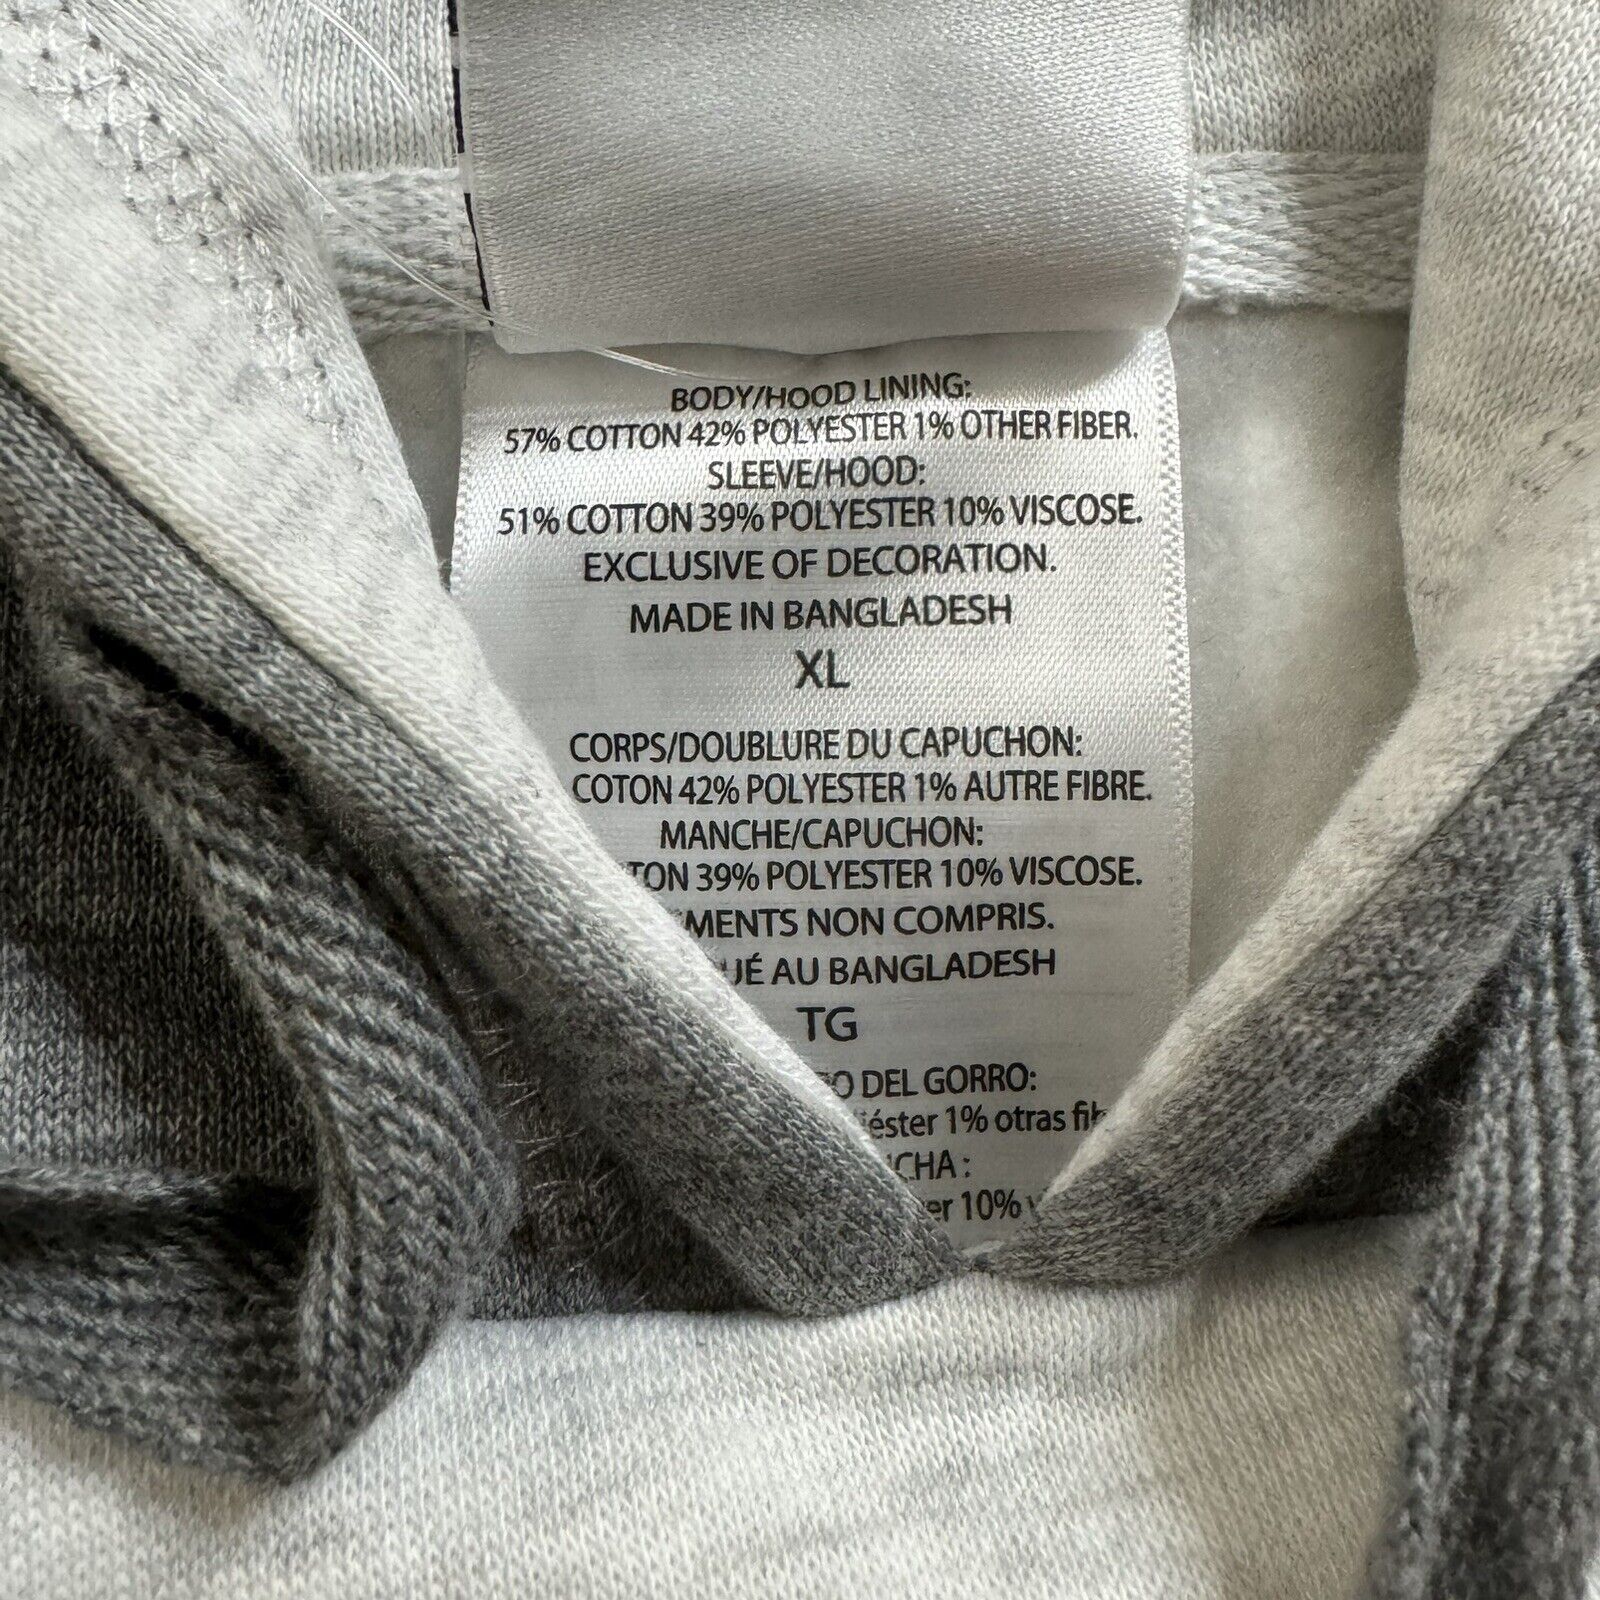 BODY/HOOD LINING:
57% COTTON 42% POLYESTER 1% OTHER FIBER.
SLEEVE/HOOD:
51% COTTON 39% POLYESTER 10% VISCOSE.
EXCLUSIVE OF DECORATION.
MADE IN BANGLADESH
XL
CORPS/DOUBLURE DU CAPUCHON:
COTON 42% POLYESTER 1% AUTRE FIBRE.
MANCHE/CAPUCHON:
39% POLYESTER 10% VISCOSE.
NON COMPRIS.
AU BANGLADESH
TG
DEL GORRO:
1% otras
10%